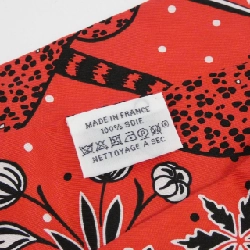 MADE IN FRANCE
100% SOIE
NETTOYAGE A SEC